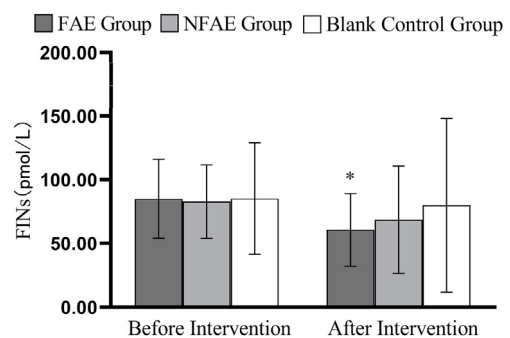 FAE Group NFAE Group Blank Control Group
200.00
150.00
100.00
50.00
0.00
FINs(pmol/L)
*
Before Intervention After Intervention